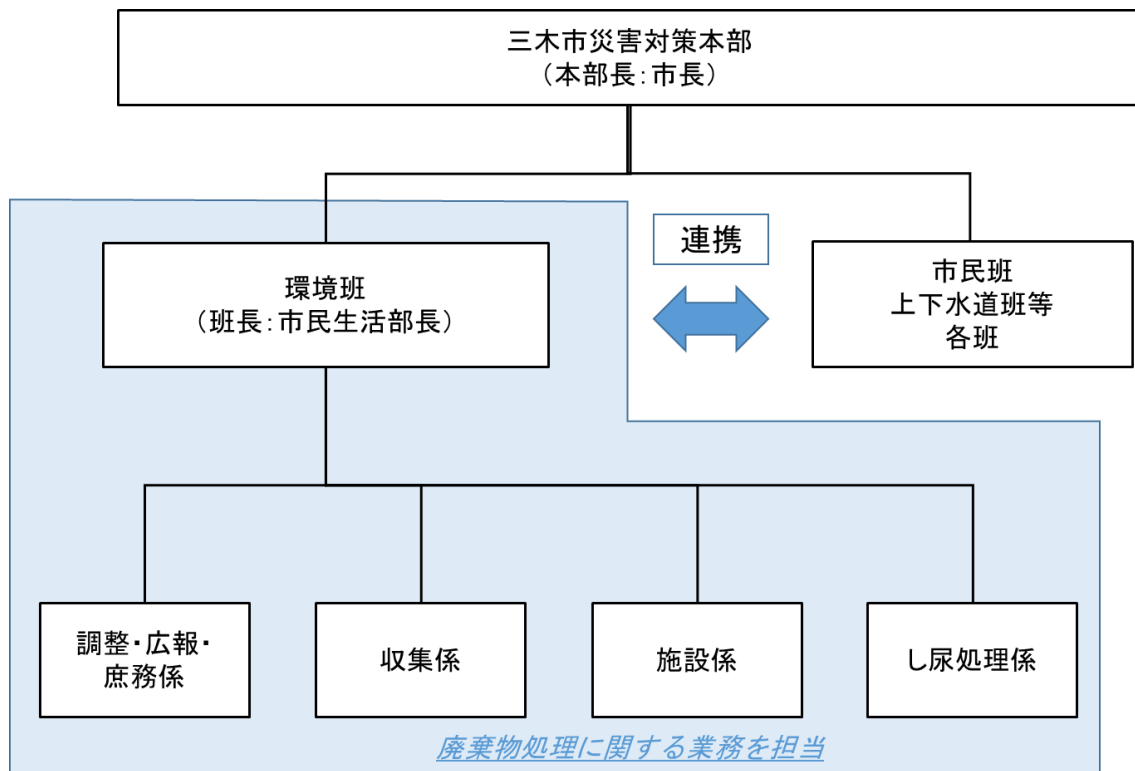 三木市災害対策本部
（本部長：市長）
連携
環境班
（班長：市民生活部長）
市民班
上下水道班等
各班
調整・広報・
庶務係
収集係
施設係
し尿処理係
廃棄物処理に関する業務を担当